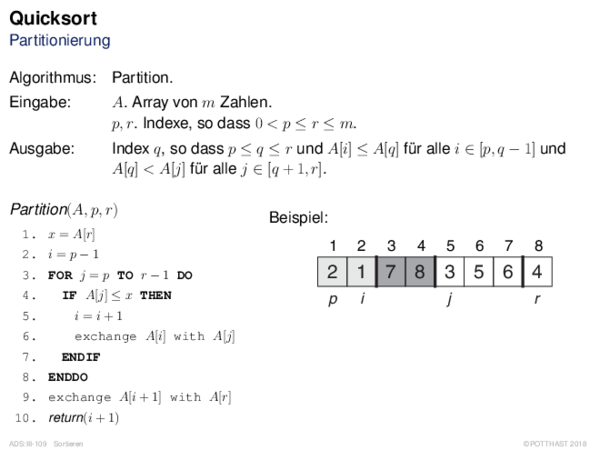 Quicksort
Partitionierung
Algorithmus: Partition.
Eingabe: A. Array von m Zahlen.
p, r. Indexe, so dass 0 < p ≤ r ≤ m.
Ausgabe: Index q, so dass p ≤ q ≤ r und A[i] ≤ A[q] für alle i ∈ [p, q − 1] und
A[q] < A[j] für alle j ∈ [q + 1, r].
Partition(A, p, r)
1. x = A[r]
2. i = p − 1
3. FOR j = p TO r − 1 DO
4. IF A[j] ≤ x THEN
5. i = i + 1
6. exchange A[i] with A[j]
7. ENDIF
8. ENDDO
9. exchange A[i + 1] with A[r]
10. return(i + 1)
Beispiel:
1 2 3 4 5 6 7 8
2 1 7 8 3 5 6 4
p i j r
ADS:III-109 Sortieren
© POTTHAST 2018